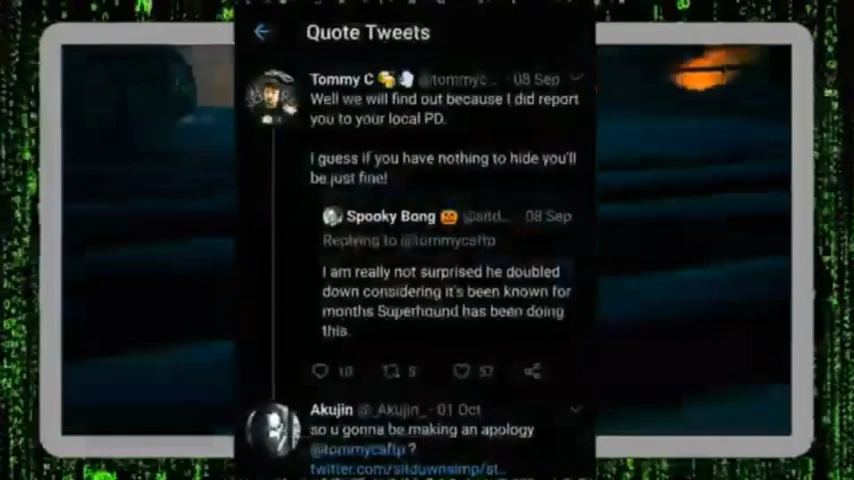 Quote Tweets
Tommy C @tommyc... · 08 Sep
Well we will find out because I did report
you to your local PD.
I guess if you have nothing to hide you'll
be just fine!
Spooky Bang @sitd... · 08 Sep
Replying to @tommycaftp
I am really not surprised he doubled
down considering it's been known for
months Superhound has been doing
this.
10 5 57
Akujin @_Akujin_ · 01 Oct
so u gonna be making an apology
@tommycaftp ?
twitter.com/sitdownsimp/st...